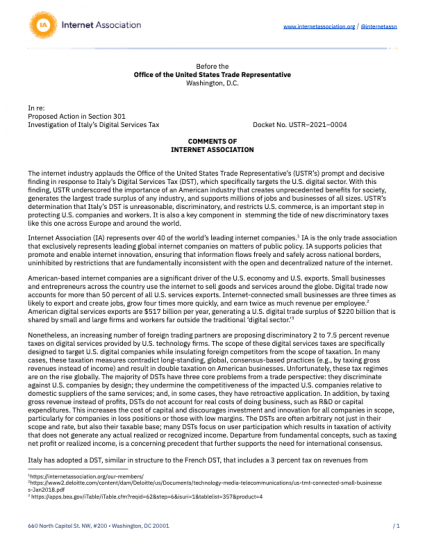 IA Internet Association
www.internetassociation.org / @internetassn
Before the
Office of the United States Trade Representative
Washington, D.C.
In re:
Proposed Action in Section 301
Investigation of Italy's Digital Services Tax Docket No. USTR–2021–0004
COMMENTS OF
INTERNET ASSOCIATION
The internet industry applauds the Office of the United States Trade Representative's (USTR's) prompt and decisive
finding in response to Italy's Digital Services Tax (DST), which specifically targets the U.S. digital sector. With this
finding, USTR underscored the importance of an American industry that creates unprecedented benefits for society,
generates the largest trade surplus of any industry, and supports millions of jobs and businesses of all sizes. USTR's
determination that Italy's DST is unreasonable, discriminatory, and restricts U.S. commerce, is an important step in
protecting U.S. companies and workers. It is also a key component in stemming the tide of new discriminatory taxes
like this one across Europe and around the world.
Internet Association (IA) represents over 40 of the world's leading internet companies.¹ IA is the only trade association
that exclusively represents leading global internet companies on matters of public policy. IA supports policies that
promote and enable internet innovation, ensuring that information flows freely and safely across national borders,
uninhibited by restrictions that are fundamentally inconsistent with the open and decentralized nature of the internet.
American-based internet companies are a significant driver of the U.S. economy and U.S. exports. Small businesses
and entrepreneurs across the country use the internet to sell goods and services around the globe. Digital trade now
accounts for more than 50 percent of all U.S. services exports. Internet-connected small businesses are three times as
likely to export and create jobs, grow four times more quickly, and earn twice as much revenue per employee.²
American digital services exports are $517 billion per year, generating a U.S. digital trade surplus of $220 billion that is
shared by small and large firms and workers far outside the traditional 'digital sector.'³
Nonetheless, an increasing number of foreign trading partners are proposing discriminatory 2 to 7.5 percent revenue
taxes on digital services provided by U.S. technology firms. The scope of these digital services taxes are specifically
designed to target U.S. digital companies while insulating foreign competitors from the scope of taxation. In many
cases, these taxation measures contradict long-standing, global, consensus-based practices (e.g., by taxing gross
revenues instead of income) and result in double taxation on American businesses. Unfortunately, these tax regimes
are on the rise globally. The majority of DSTs have three core problems from a trade perspective: they discriminate
against U.S. companies by design; they undermine the competitiveness of the impacted U.S. companies relative to
domestic suppliers of the same services; and, in some cases, they have retroactive application. In addition, by taxing
gross revenue instead of profits, DSTs do not account for real costs of doing business, such as R&D or capital
expenditures. This increases the cost of capital and discourages investment and innovation for all companies in scope,
particularly for companies in loss positions or those with low margins. The DSTs are often arbitrary not just in their
scope and rate, but also their taxable base; many DSTs focus on user participation which results in taxation of activity
that does not generate any actual realized or recognized income. Departure from fundamental concepts, such as taxing
net profit or realized income, is a concerning precedent that further supports the need for international consensus.
Italy has adopted a DST, similar in structure to the French DST, that includes a 3 percent tax on revenues from
¹https://internetassociation.org/our-members/
²https://www2.deloitte.com/content/dam/Deloitte/us/Documents/technology-media-telecommunications/us-tmt-connected-small-businesse
s-Jan2018.pdf
³ https://apps.bea.gov/iTable/iTable.cfm?reqid=62&step=6&isuri=1&tablelist=357&product=4
660 North Capitol St. NW, #200 • Washington, DC 20001 / 1